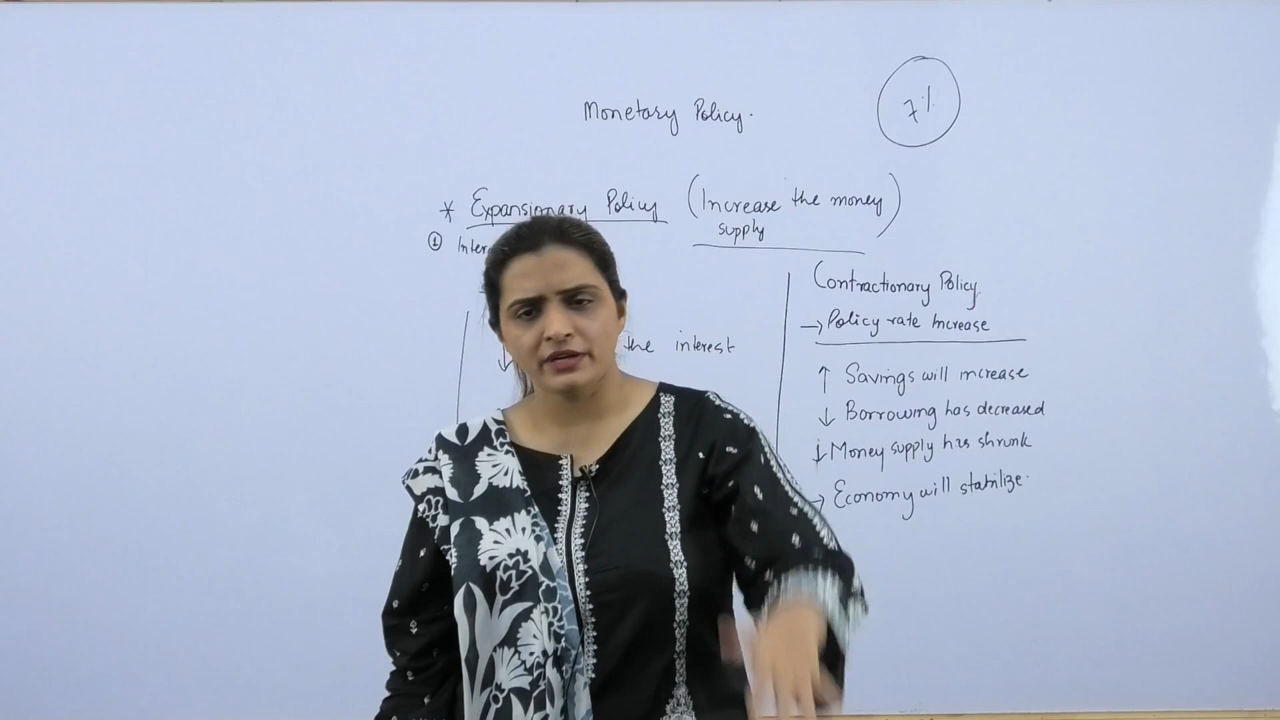 Monetary Policy.
7%
* Expansionary Policy (Increase the money
supply
①
the interest
Contractionary Policy.
→ Policy rate Increase
↑ Savings will increase
↓ Borrowing has decreased
↓ Money supply has shrunk
→ Economy will stabilize.